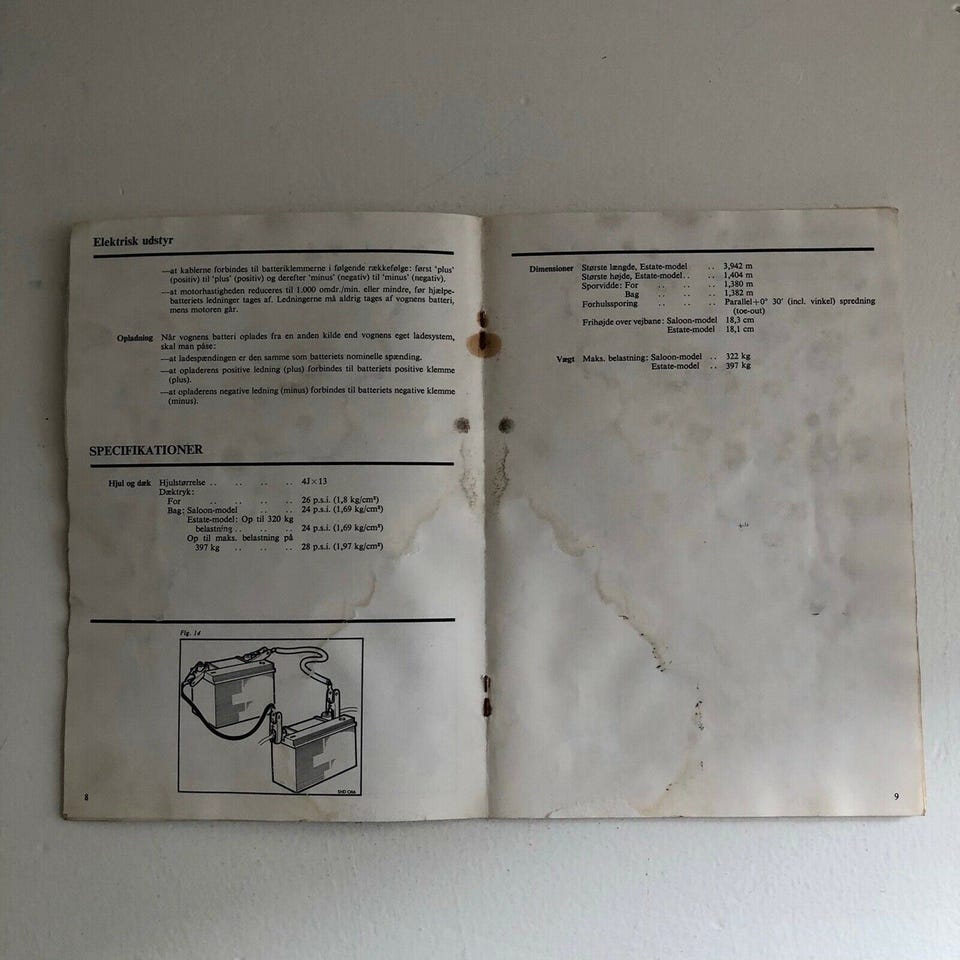 Elektrisk udstyr
—at kablerne forbindes til batteriklemmerne i følgende rækkefølge: først 'plus'
(positiv) til 'plus' (positiv) og derefter 'minus' (negativ) til 'minus' (negativ).
—at motorhastigheden reduceres til 1.000 omdr./min. eller mindre, før hjælpe-
batteriets ledninger tages af. Ledningerne må aldrig tages af vognens batteri,
mens motoren går.
Opladning Når vognens batteri oplades fra en anden kilde end vognens eget ladesystem,
skal man påse:
—at ladespændingen er den samme som batteriets nominelle spænding.
—at opladerens positive ledning (plus) forbindes til batteriets positive klemme
(plus).
—at opladerens negative ledning (minus) forbindes til batteriets negative klemme
(minus).
SPECIFIKATIONER
Hjul og dæk Hjulstørrelse .. .. .. 4J×13
Dæktryk:
For .. .. .. 26 p.s.i. (1,8 kg/cm²)
Bag: Saloon-model .. .. 24 p.s.i. (1,69 kg/cm²)
Estate-model: Op til 320 kg
belastning .. .. .. 24 p.s.i. (1,69 kg/cm²)
Op til maks. belastning på
397 kg .. .. .. 28 p.s.i. (1,97 kg/cm²)
Fig. 14
8
Dimensioner Største længde, Estate-model .. 3,942 m
Største højde, Estate-model .. .. 1,404 m
Sporvidde: For .. .. .. 1,380 m
Bag .. .. .. 1,382 m
Forhulssporing .. .. .. Parallel+0° 30' (incl. vinkel) spredning
(toe-out)
Frihøjde over vejbane: Saloon-model 18,3 cm
Estate-model 18,1 cm
Vægt Maks. belastning: Saloon-model .. 322 kg
Estate-model .. 397 kg
9